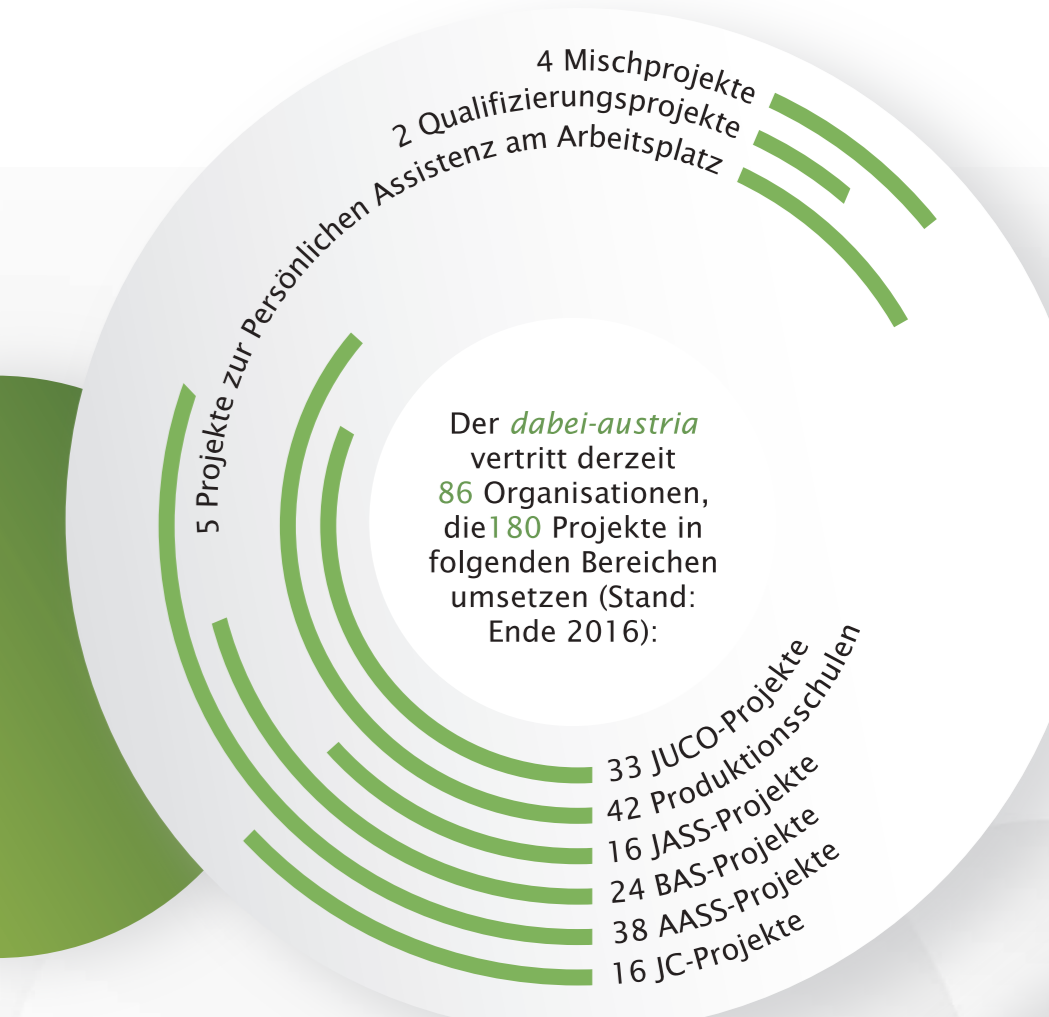 4 Mischprojekte
2 Qualifizierungsprojekte
5 Projekte zur Persönlichen Assistenz am Arbeitsplatz
Der dabei-austria
vertritt derzeit
86 Organisationen,
die180 Projekte in
folgenden Bereichen
umsetzen (Stand:
Ende 2016):
33 JUCO-Projekte
42 Produktionsschulen
16 JASS-Projekte
24 BAS-Projekte
38 AASS-Projekte
16 JC-Projekte